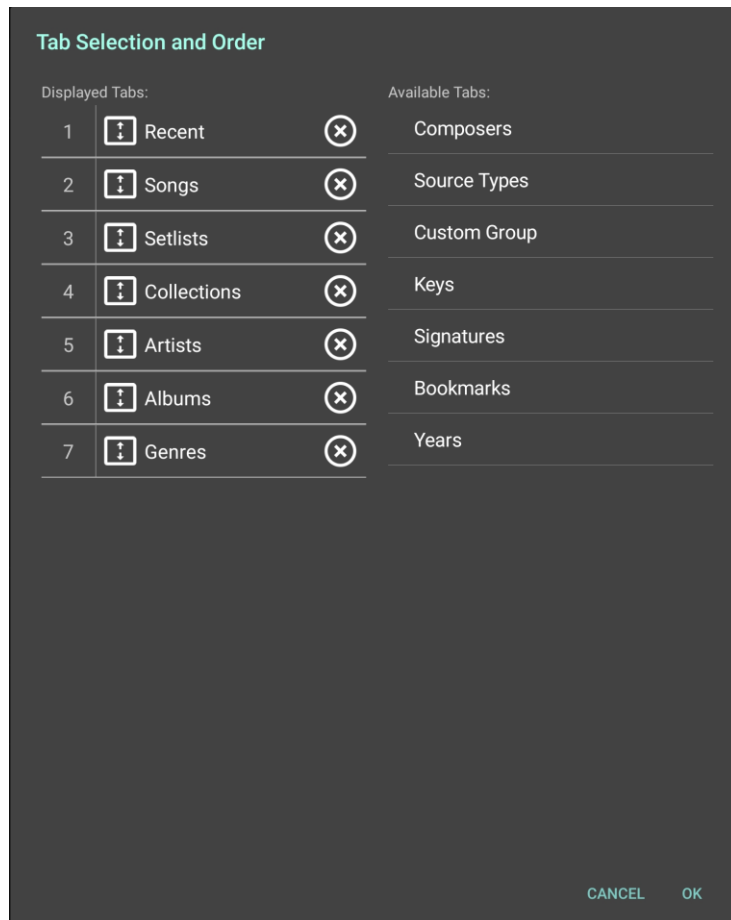 Tab Selection and Order
Displayed Tabs:
1 Recent
2 Songs
3 Setlists
4 Collections
5 Artists
6 Albums
7 Genres
Available Tabs:
Composers
Source Types
Custom Group
Keys
Signatures
Bookmarks
Years
CANCEL OK